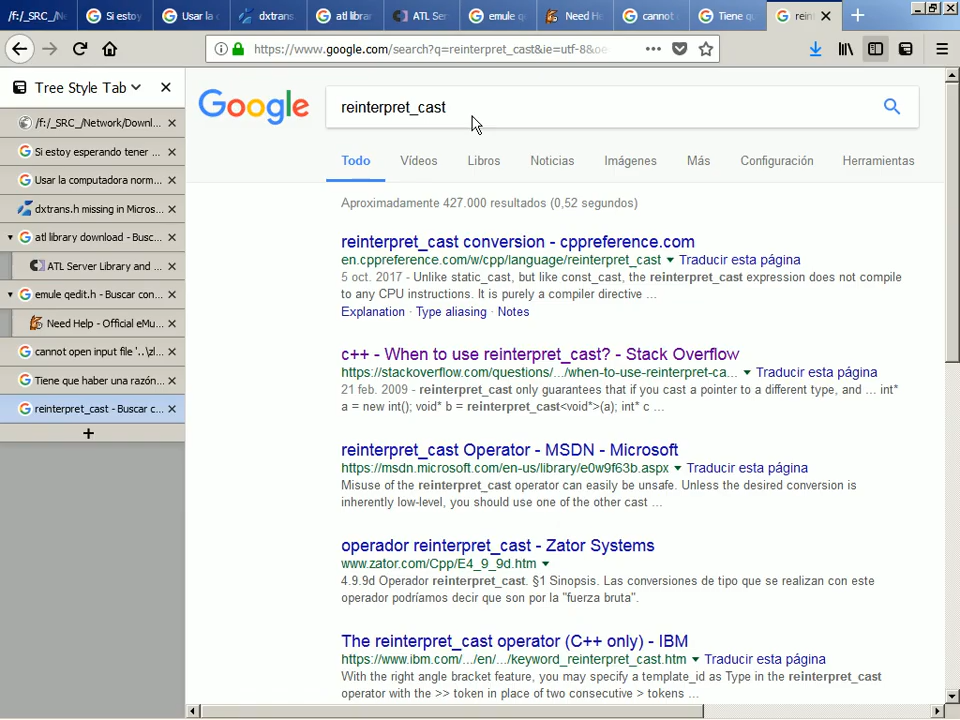 /f:/_SRC_/Ne
Si estoy
Usar la c
dxtrans.
atl librar
ATL Se
emule q
Need H
cannot
Tiene qu
rein
https://www.google.com/search?q=reinterpret_cast&ie=utf-8&oe
Tree Style Tab
/f:/_SRC_/Network/Downl...
Si estoy esperando tener ...
Usar la computadora norm...
dxtrans.h missing in Micros...
atl library download - Busc...
ATL Server Library and ...
emule qedit.h - Buscar con...
Need Help - Official eMu...
cannot open input file '..\zl...
Tiene que haber una razón...
reinterpret_cast - Buscar c...
Google
reinterpret_cast
Todo Vídeos Libros Noticias Imágenes Más Configuración Herramientas
Aproximadamente 427.000 resultados (0,52 segundos)
reinterpret_cast conversion - cppreference.com
en.cppreference.com/w/cpp/language/reinterpret_cast Traducir esta página
5 oct. 2017 - Unlike static_cast, but like const_cast, the reinterpret_cast expression does not compile
to any CPU instructions. It is purely a compiler directive ...
Explanation · Type aliasing · Notes
c++ - When to use reinterpret_cast? - Stack Overflow
https://stackoverflow.com/questions/.../when-to-use-reinterpret-ca... Traducir esta página
21 feb. 2009 - reinterpret_cast only guarantees that if you cast a pointer to a different type, and ... int*
a = new int(); void* b = reinterpret_cast<void*>(a); int* c ...
reinterpret_cast Operator - MSDN - Microsoft
https://msdn.microsoft.com/en-us/library/e0w9f63b.aspx Traducir esta página
Misuse of the reinterpret_cast operator can easily be unsafe. Unless the desired conversion is
inherently low-level, you should use one of the other cast ...
operador reinterpret_cast - Zator Systems
www.zator.com/Cpp/E4_9_9d.htm
4.9.9d Operador reinterpret_cast. §1 Sinopsis. Las conversiones de tipo que se realizan con este
operador podríamos decir que son por la "fuerza bruta".
The reinterpret_cast operator (C++ only) - IBM
https://www.ibm.com/.../en/.../keyword_reinterpret_cast.htm Traducir esta página
With the right angle bracket feature, you may specify a template_id as Type in the reinterpret_cast
operator with the >> token in place of two consecutive > tokens ...